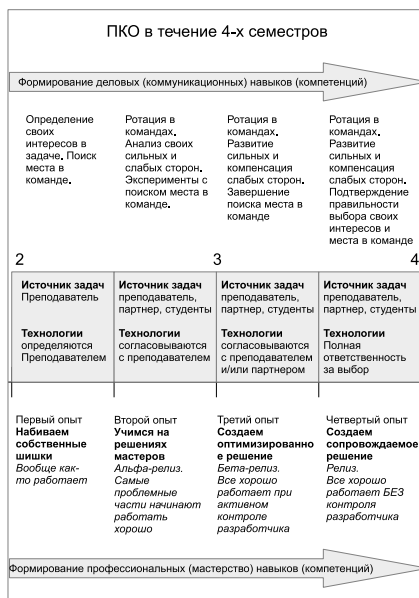 ПКО в течение 4-х семестров
Формирование деловых (коммуникационных) навыков (компетенций)
Определение
своих
интересов в
задаче. Поиск
места в
команде.
Ротация в
командах.
Анализ своих
сильных и
слабых сторон.
Эксперименты с
поиском места в
команде.
Ротация в
командах.
Развитие
сильных и
компенсация
слабых сторон.
Завершение
поиска места в
команде
Ротация в
командах.
Развитие
сильных и
компенсация
слабых сторон.
Подтверждение
правильности
выбора своих
интересов и
места в команде
2
3
4
Источник задач
Преподаватель
Технологии
определяются
Преподавателем
Источник задач
преподаватель,
партнер, студенты
Технологии
согласовываются
с преподавателем
Источник задач
преподаватель,
партнер, студенты
Технологии
согласовываются
с преподавателем
и/или партнером
Источник задач
преподаватель,
партнер, студенты
Технологии
Полная
ответственность
за выбор
Первый опыт
Набиваем
собственные
шишки
Вообще как-
то работает
Второй опыт
Учимся на
решениях
мастеров
Альфа-релиз.
Самые
проблемные
части начинают
работать
хорошо
Третий опыт
Создаем
оптимизированно
е решение
Бета-релиз.
Все хорошо
работает при
активном
контроле
разработчика
Четвертый опыт
Создаем
сопровождаемое
решение
Релиз.
Все хорошо
работает БЕЗ
контроля
разработчика
Формирование профессиональных (мастерство) навыков (компетенций)